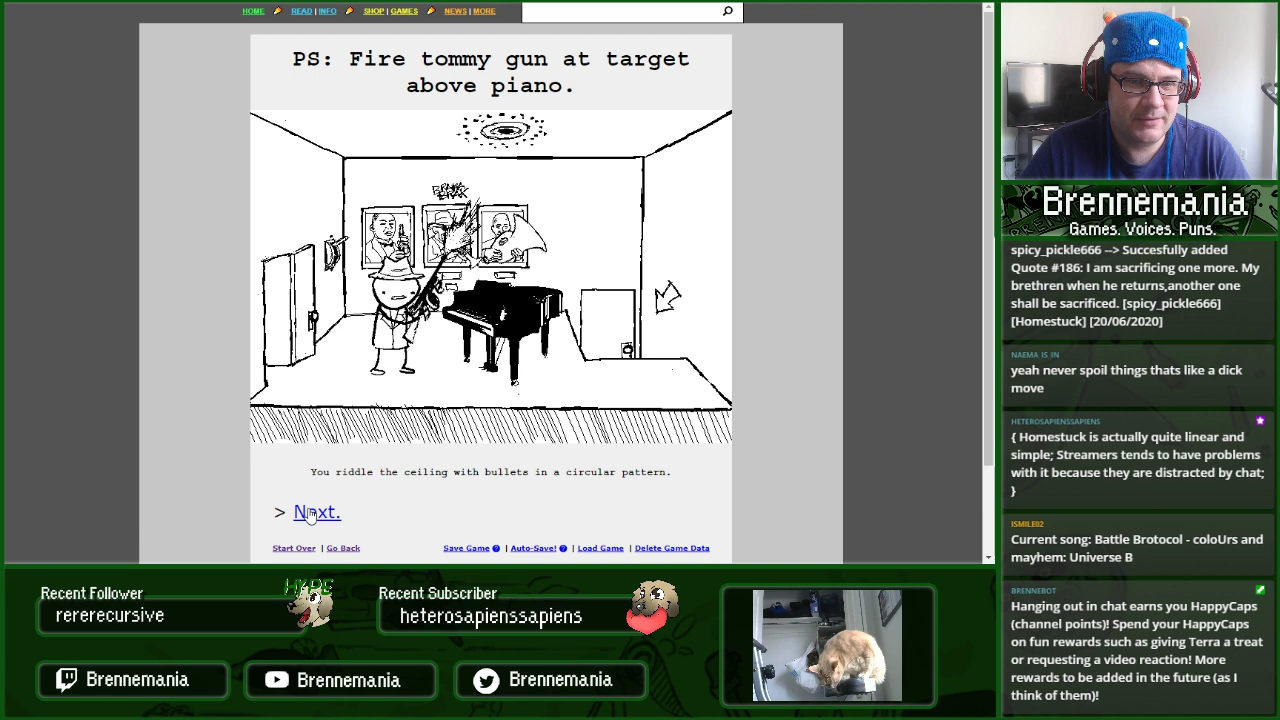 HOME READ | INFO SHOP | GAMES NEWS | MORE
PS: Fire tommy gun at target
above piano.
You riddle the ceiling with bullets in a circular pattern.
> Next.
Start Over | Go Back Save Game ? | Auto-Save! ? | Load Game | Delete Game Data
Brennemania
Games. Voices. Puns.
spicy_pickle666 --> Succesfully added
Quote #186: I am sacrificing one more. My
brethren when he returns,another one
shall be sacrificed. [spicy_pickle666]
[Homestuck] [20/06/2020]
NAEMA_IS_IN
yeah never spoil things thats like a dick
move
HETEROSAPIENSSAPIENS
{ Homestuck is actually quite linear and
simple; Streamers tends to have problems
with it because they are distracted by chat;
}
ISMILE02
Current song: Battle Brotocol - coloUrs and
mayhem: Universe B
BRENNEBOT
Hanging out in chat earns you HappyCaps
(channel points)! Spend your HappyCaps
on fun rewards such as giving Terra a treat
or requesting a video reaction! More
rewards to be added in the future (as I
think of them)!
Recent Follower
HYPE
rererecursive
Recent Subscriber
heterosapienssapiens
Brennemania
Brennemania
Brennemania